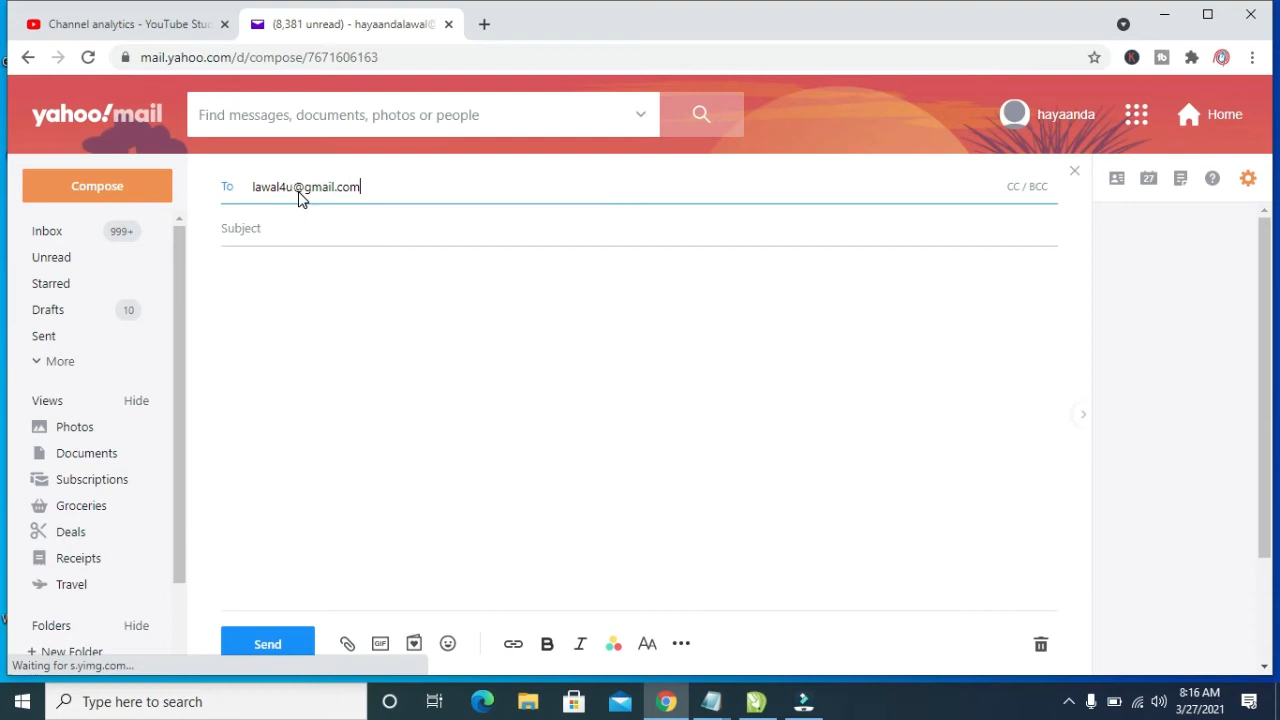 Channel analytics - YouTube Stu
(8,381 unread) - hayaandalawal@
mail.yahoo.com/d/compose/7671606163
yahoo!mail
Find messages, documents, photos or people
hayaanda
Home
Compose
To lawal4u@gmail.com
CC / BCC
27
Subject
Inbox 999+
Unread
Starred
Drafts 10
Sent
More
Views Hide
Photos
Documents
Subscriptions
Groceries
Deals
Receipts
Travel
Folders Hide
+ New Folder
Send
GIF
B I AA
Waiting for s.yimg.com...
Type here to search
8:16 AM
3/27/2021